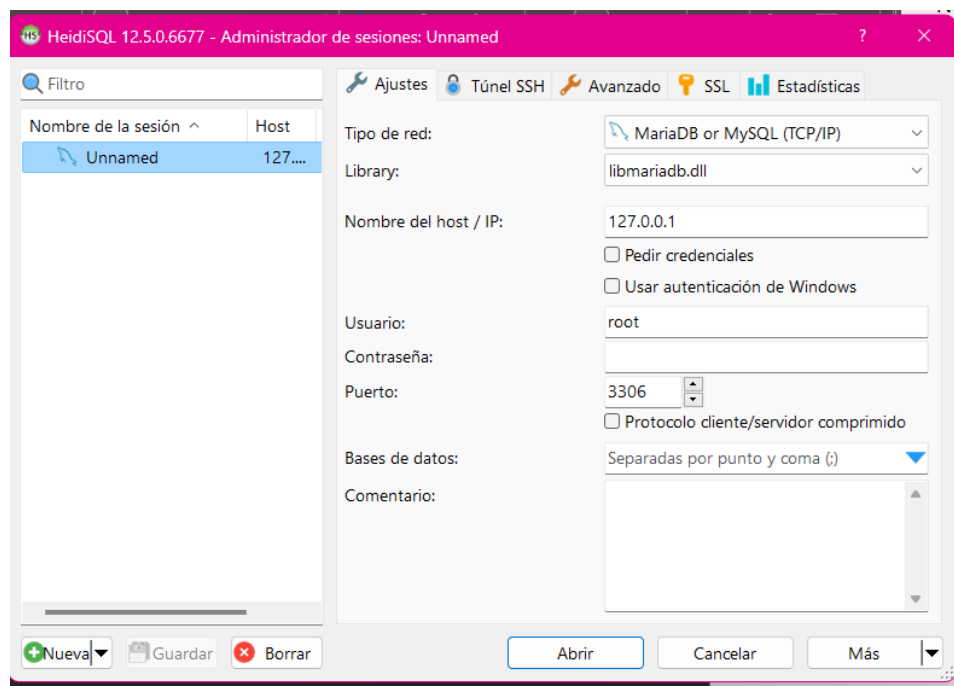 HeidiSQL 12.5.0.6677 - Administrador de sesiones: Unnamed
Filtro
Nombre de la sesión Host
Unnamed 127....
Ajustes Túnel SSH Avanzado SSL Estadísticas
Tipo de red: MariaDB or MySQL (TCP/IP)
Library: libmariadb.dll
Nombre del host / IP: 127.0.0.1
Pedir credenciales
Usar autenticación de Windows
Usuario: root
Contraseña:
Puerto: 3306
Protocolo cliente/servidor comprimido
Bases de datos: Separadas por punto y coma (;)
Comentario:
Nueva Guardar Borrar Abrir Cancelar Más